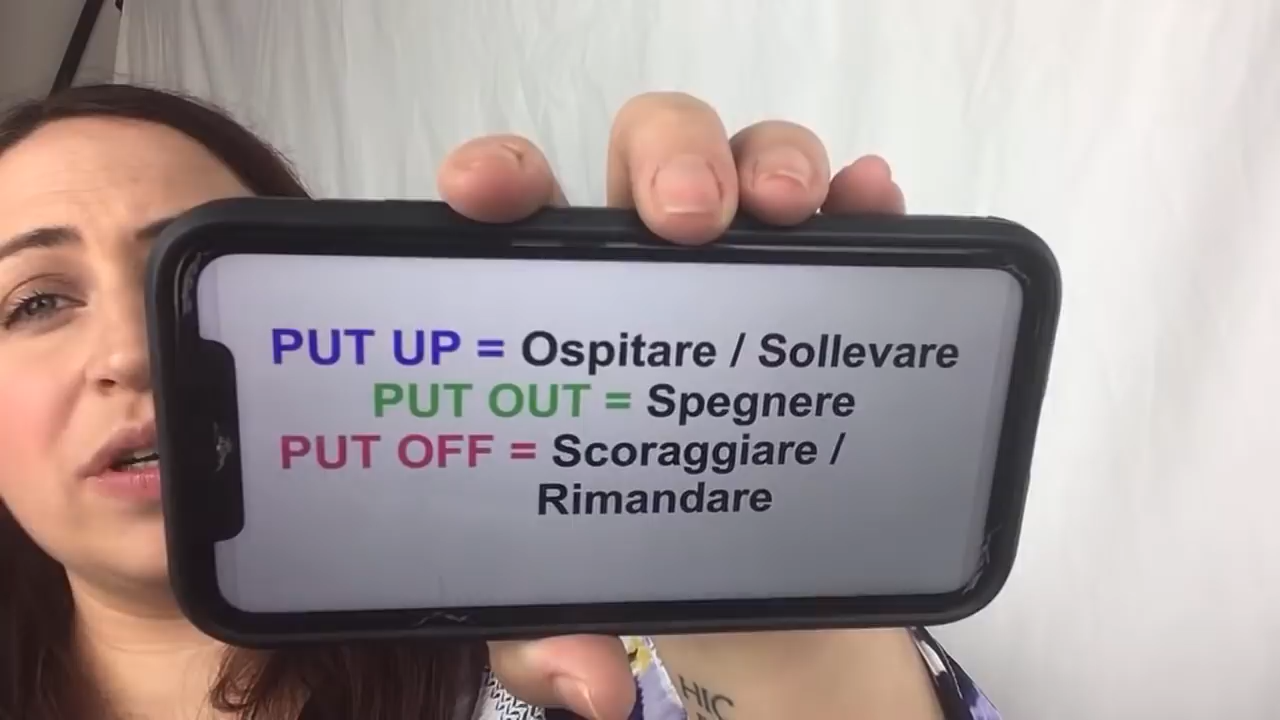 PUT UP = Ospitare / Sollevare
PUT OUT = Spegnere
PUT OFF = Scoraggiare /
Rimandare
HIC